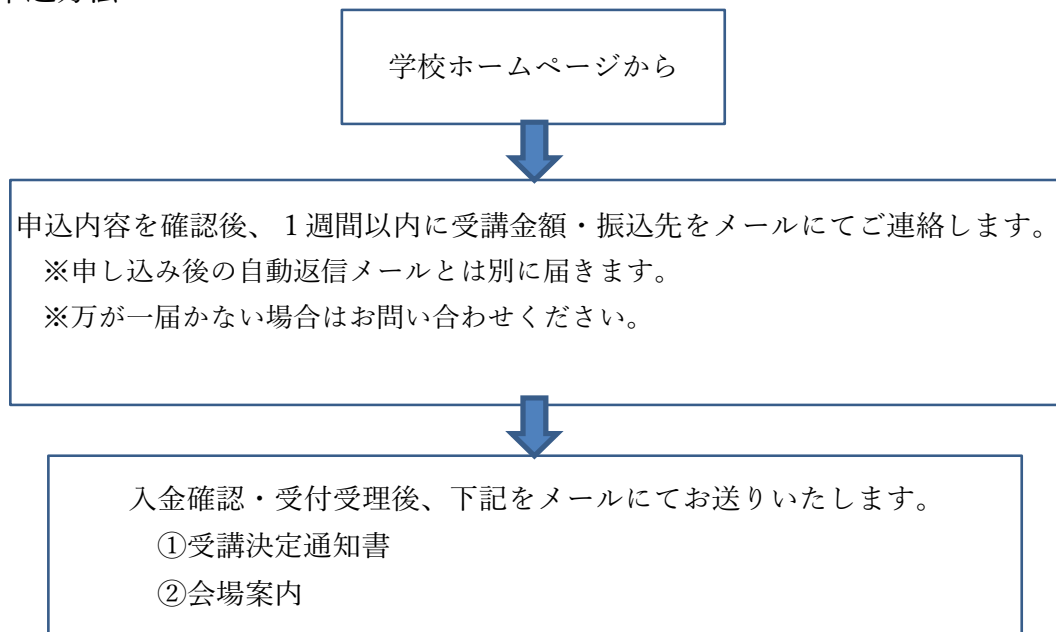 学校ホームページから
申込内容を確認後、１週間以内に受講金額・振込先をメールにてご連絡します。
※申し込み後の自動返信メールとは別に届きます。
※万が一届かない場合はお問い合わせください。
入金確認・受付受理後、下記をメールにてお送りいたします。
①受講決定通知書
②会場案内